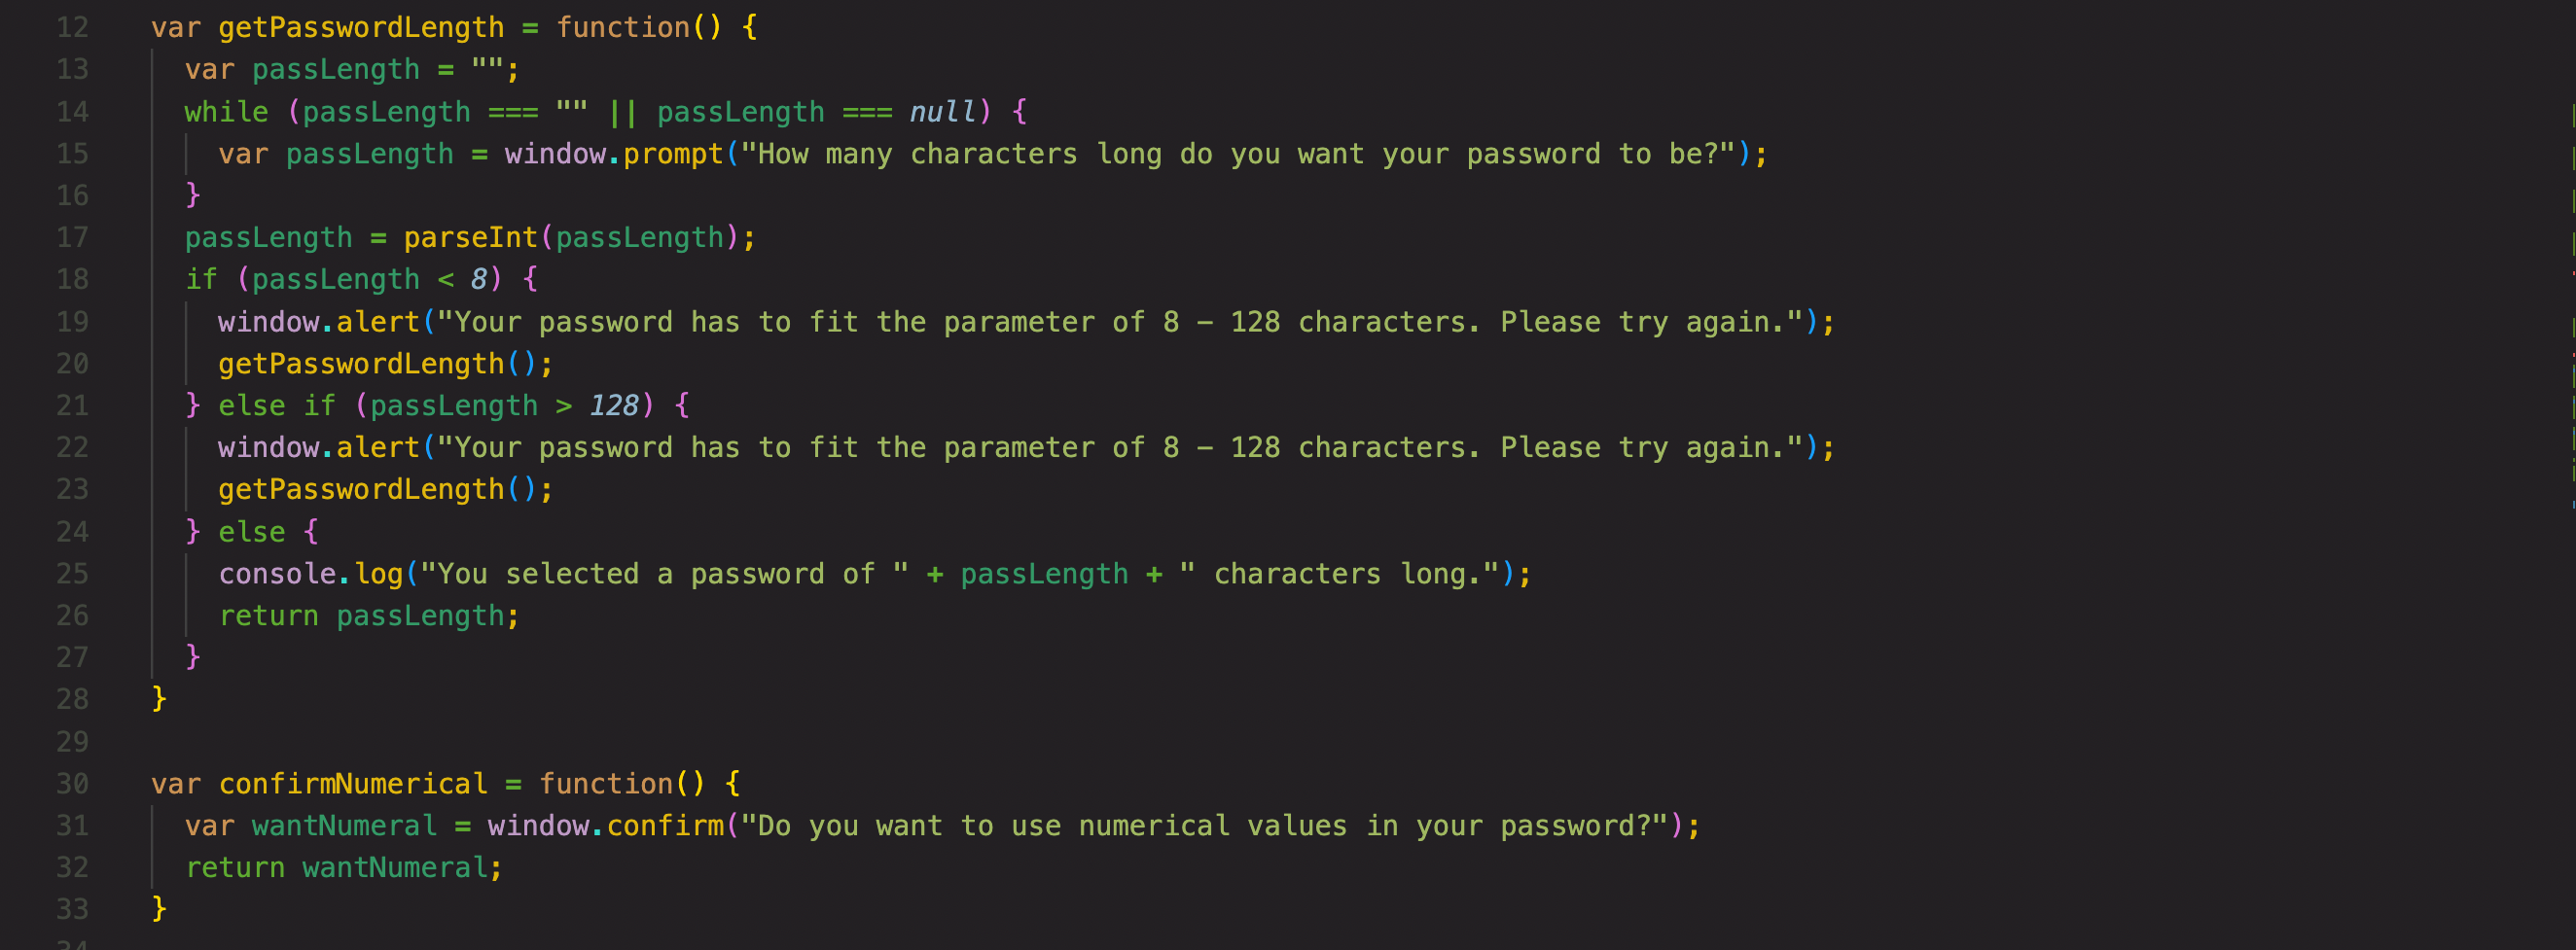 12 var getPasswordLength = function() {
13 var passLength = "";
14 while (passLength === "" || passLength === null) {
15 var passLength = window.prompt("How many characters long do you want your password to be?");
16 }
17 passLength = parseInt(passLength);
18 if (passLength < 8) {
19 window.alert("Your password has to fit the parameter of 8 – 128 characters. Please try again.");
20 getPasswordLength();
21 } else if (passLength > 128) {
22 window.alert("Your password has to fit the parameter of 8 – 128 characters. Please try again.");
23 getPasswordLength();
24 } else {
25 console.log("You selected a password of " + passLength + " characters long.");
26 return passLength;
27 }
28 }
29
30 var confirmNumerical = function() {
31 var wantNumeral = window.confirm("Do you want to use numerical values in your password?");
32 return wantNumeral;
33 }
34